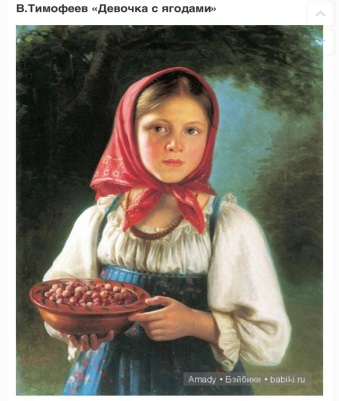 В.Тимофеев «Девочка с ягодами»
Amady • Бэйбики • babiki.ru